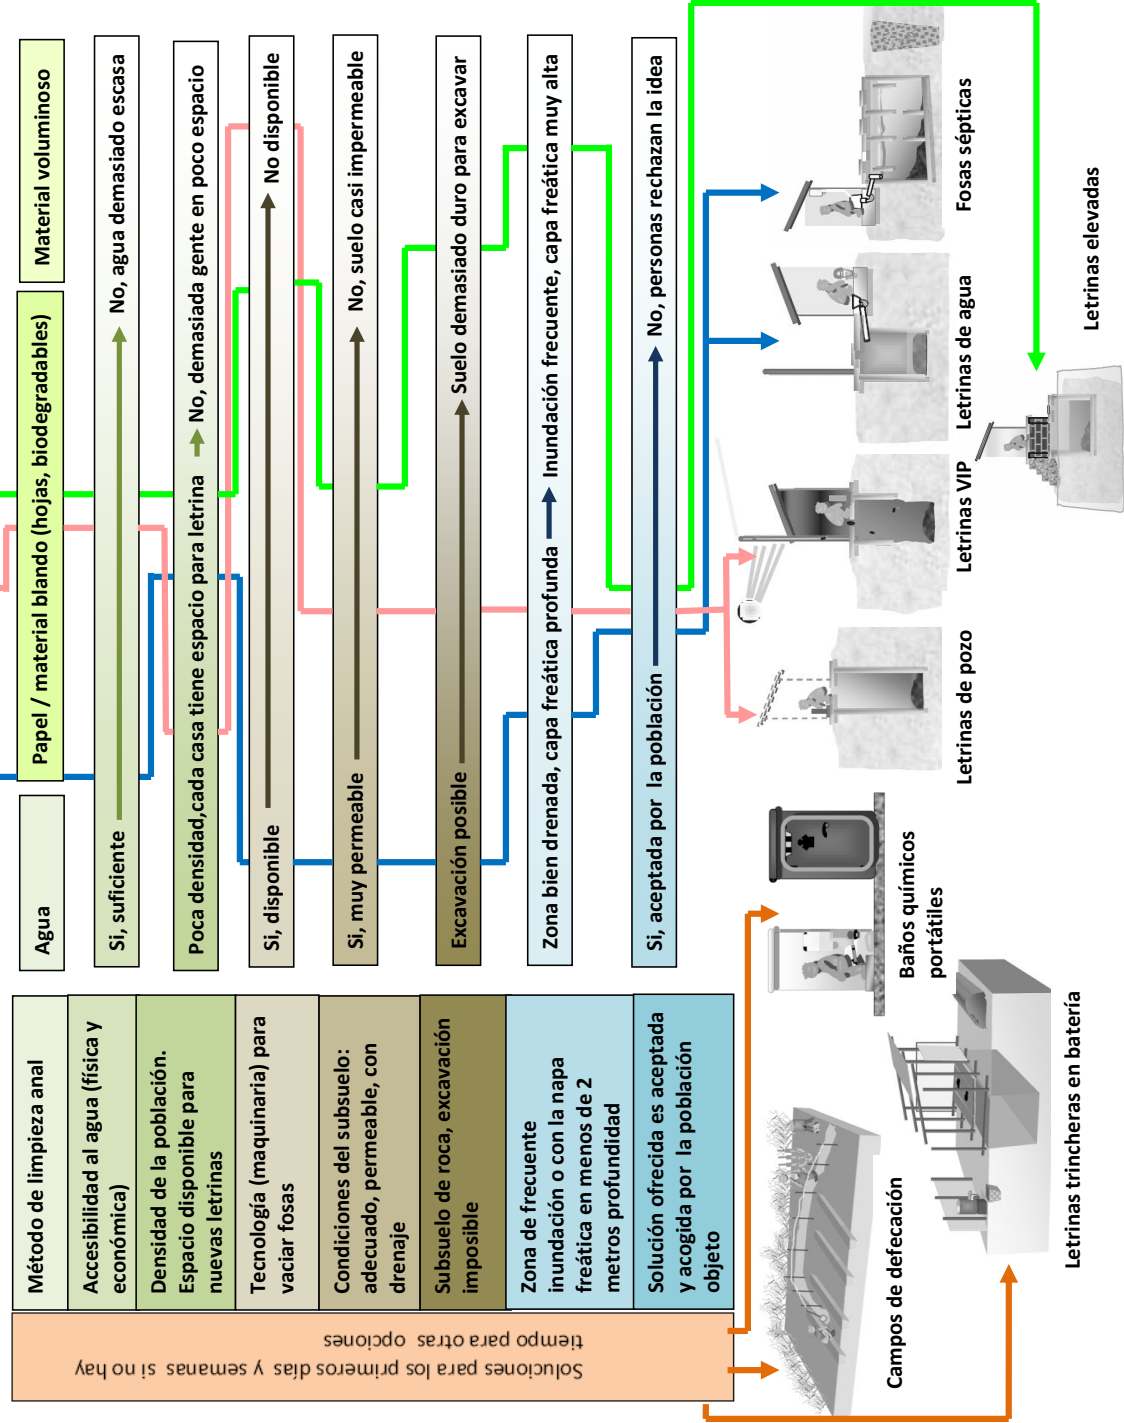 Método de limpieza anal
Agua
Papel / material blando (hojas, biodegradables)
Material voluminoso
Accesibilidad al agua (física y
económica)
Si, suficiente
No, agua demasiado escasa
Densidad de la población.
Espacio disponible para
nuevas letrinas
Poca densidad,cada casa tiene espacio para letrina
No, demasiada gente en poco espacio
Tecnología (maquinaria) para
vaciar fosas
Si, disponible
No disponible
Condiciones del subsuelo:
adecuado, permeable, con
drenaje
Si, muy permeable
No, suelo casi impermeable
Subsuelo de roca, excavación
imposible
Excavación posible
Suelo demasiado duro para excavar
Zona de frecuente
inundación o con la napa
freática en menos de 2
metros profundidad
Zona bien drenada, capa freática profunda
Inundación frecuente, capa freática muy alta
Solución ofrecida es aceptada
y acogida por la población
objeto
Si, aceptada por la población
No, personas rechazan la idea
Soluciones para los primeros días y semanas si no hay
tiempo para otras opciones
Campos de defecación
Letrinas trincheras en batería
Baños químicos
portátiles
Letrinas de pozo
Letrinas VIP
Letrinas de agua
Fosas sépticas
Letrinas elevadas